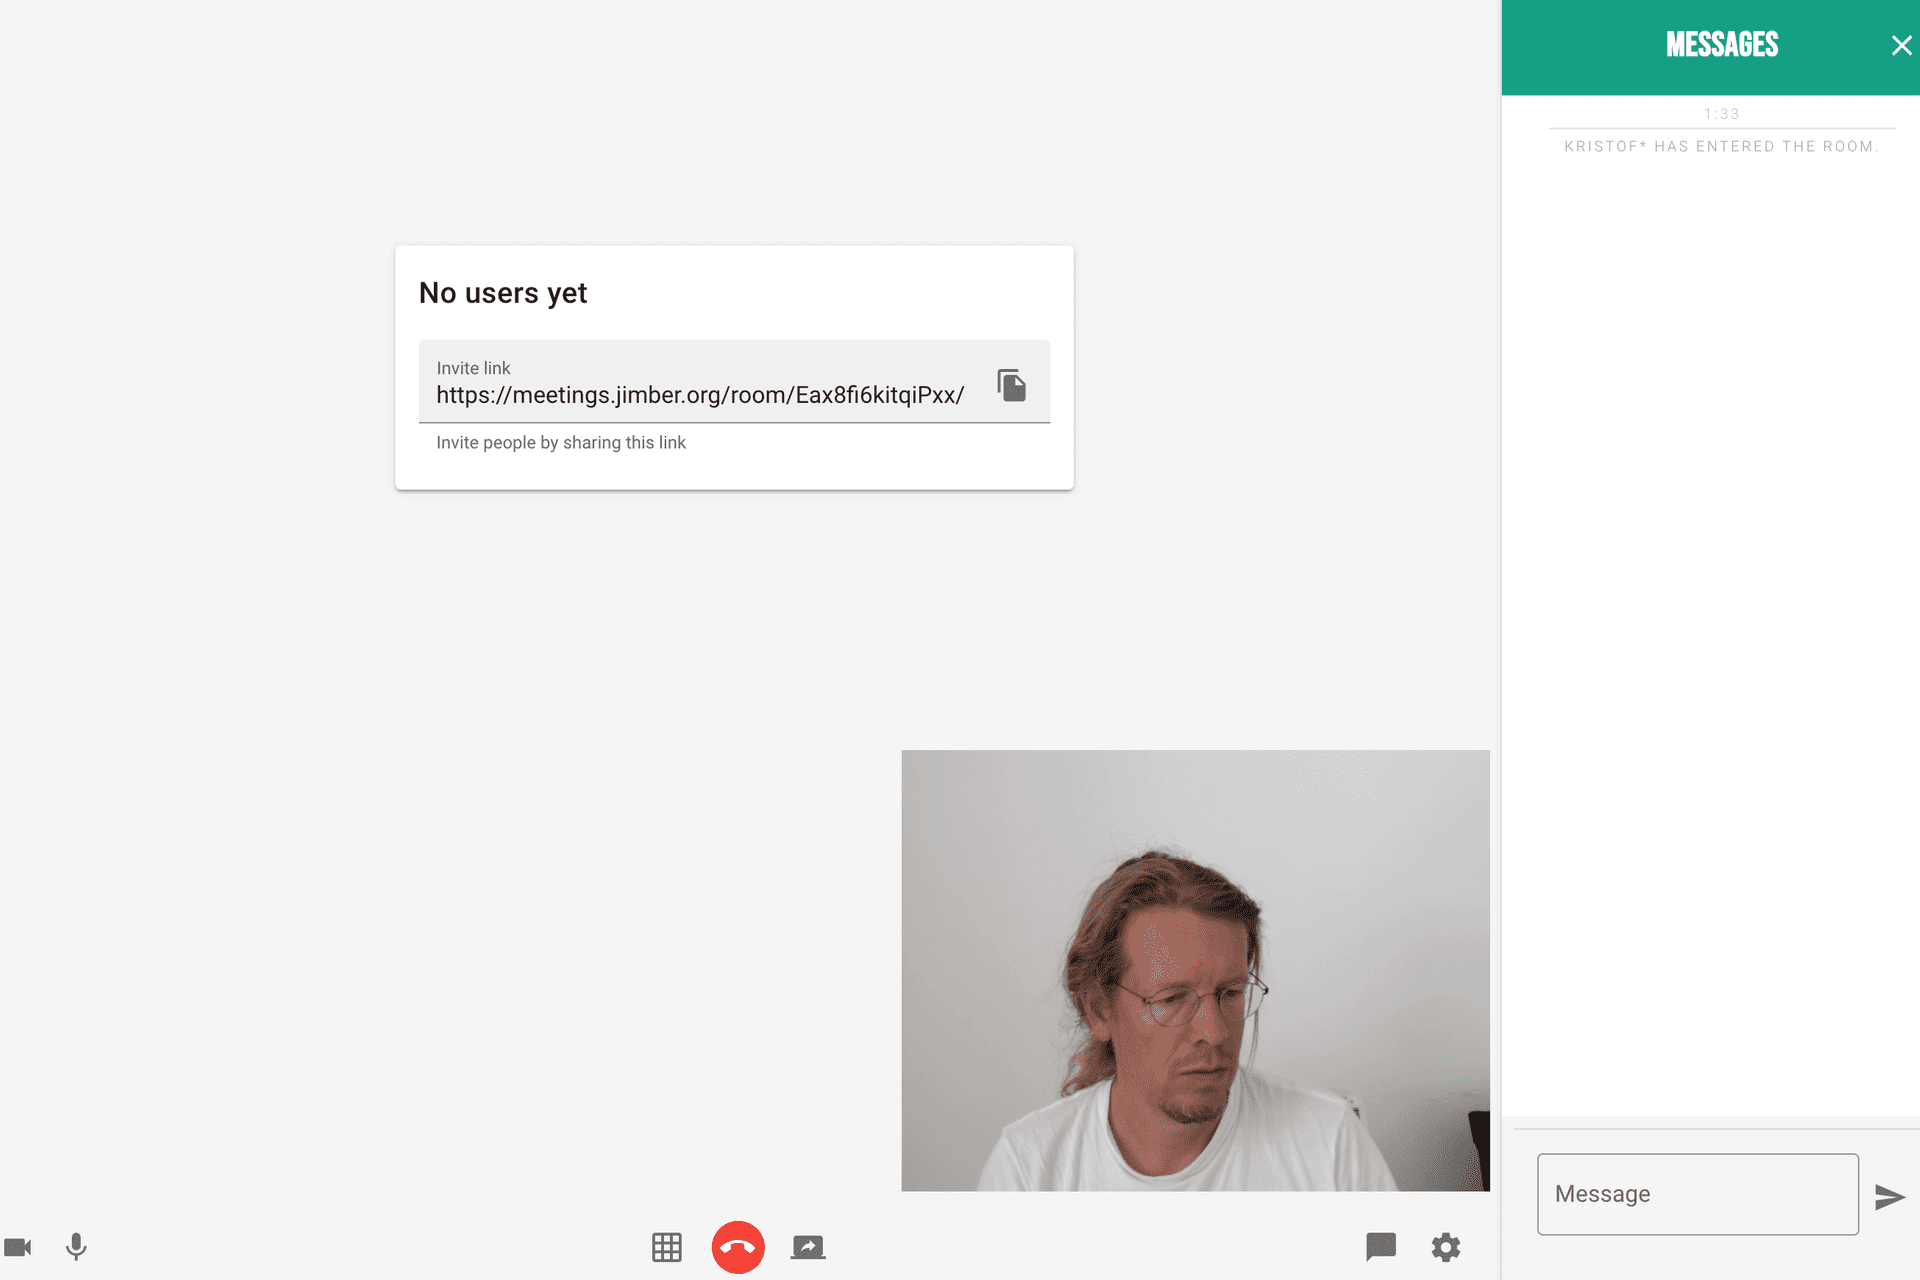 No users yet
Invite link
https://meetings.jimber.org/room/Eax8fi6kitqiPxx/
Invite people by sharing this link
MESSAGES
1:33
KRISTOF* HAS ENTERED THE ROOM.
Message